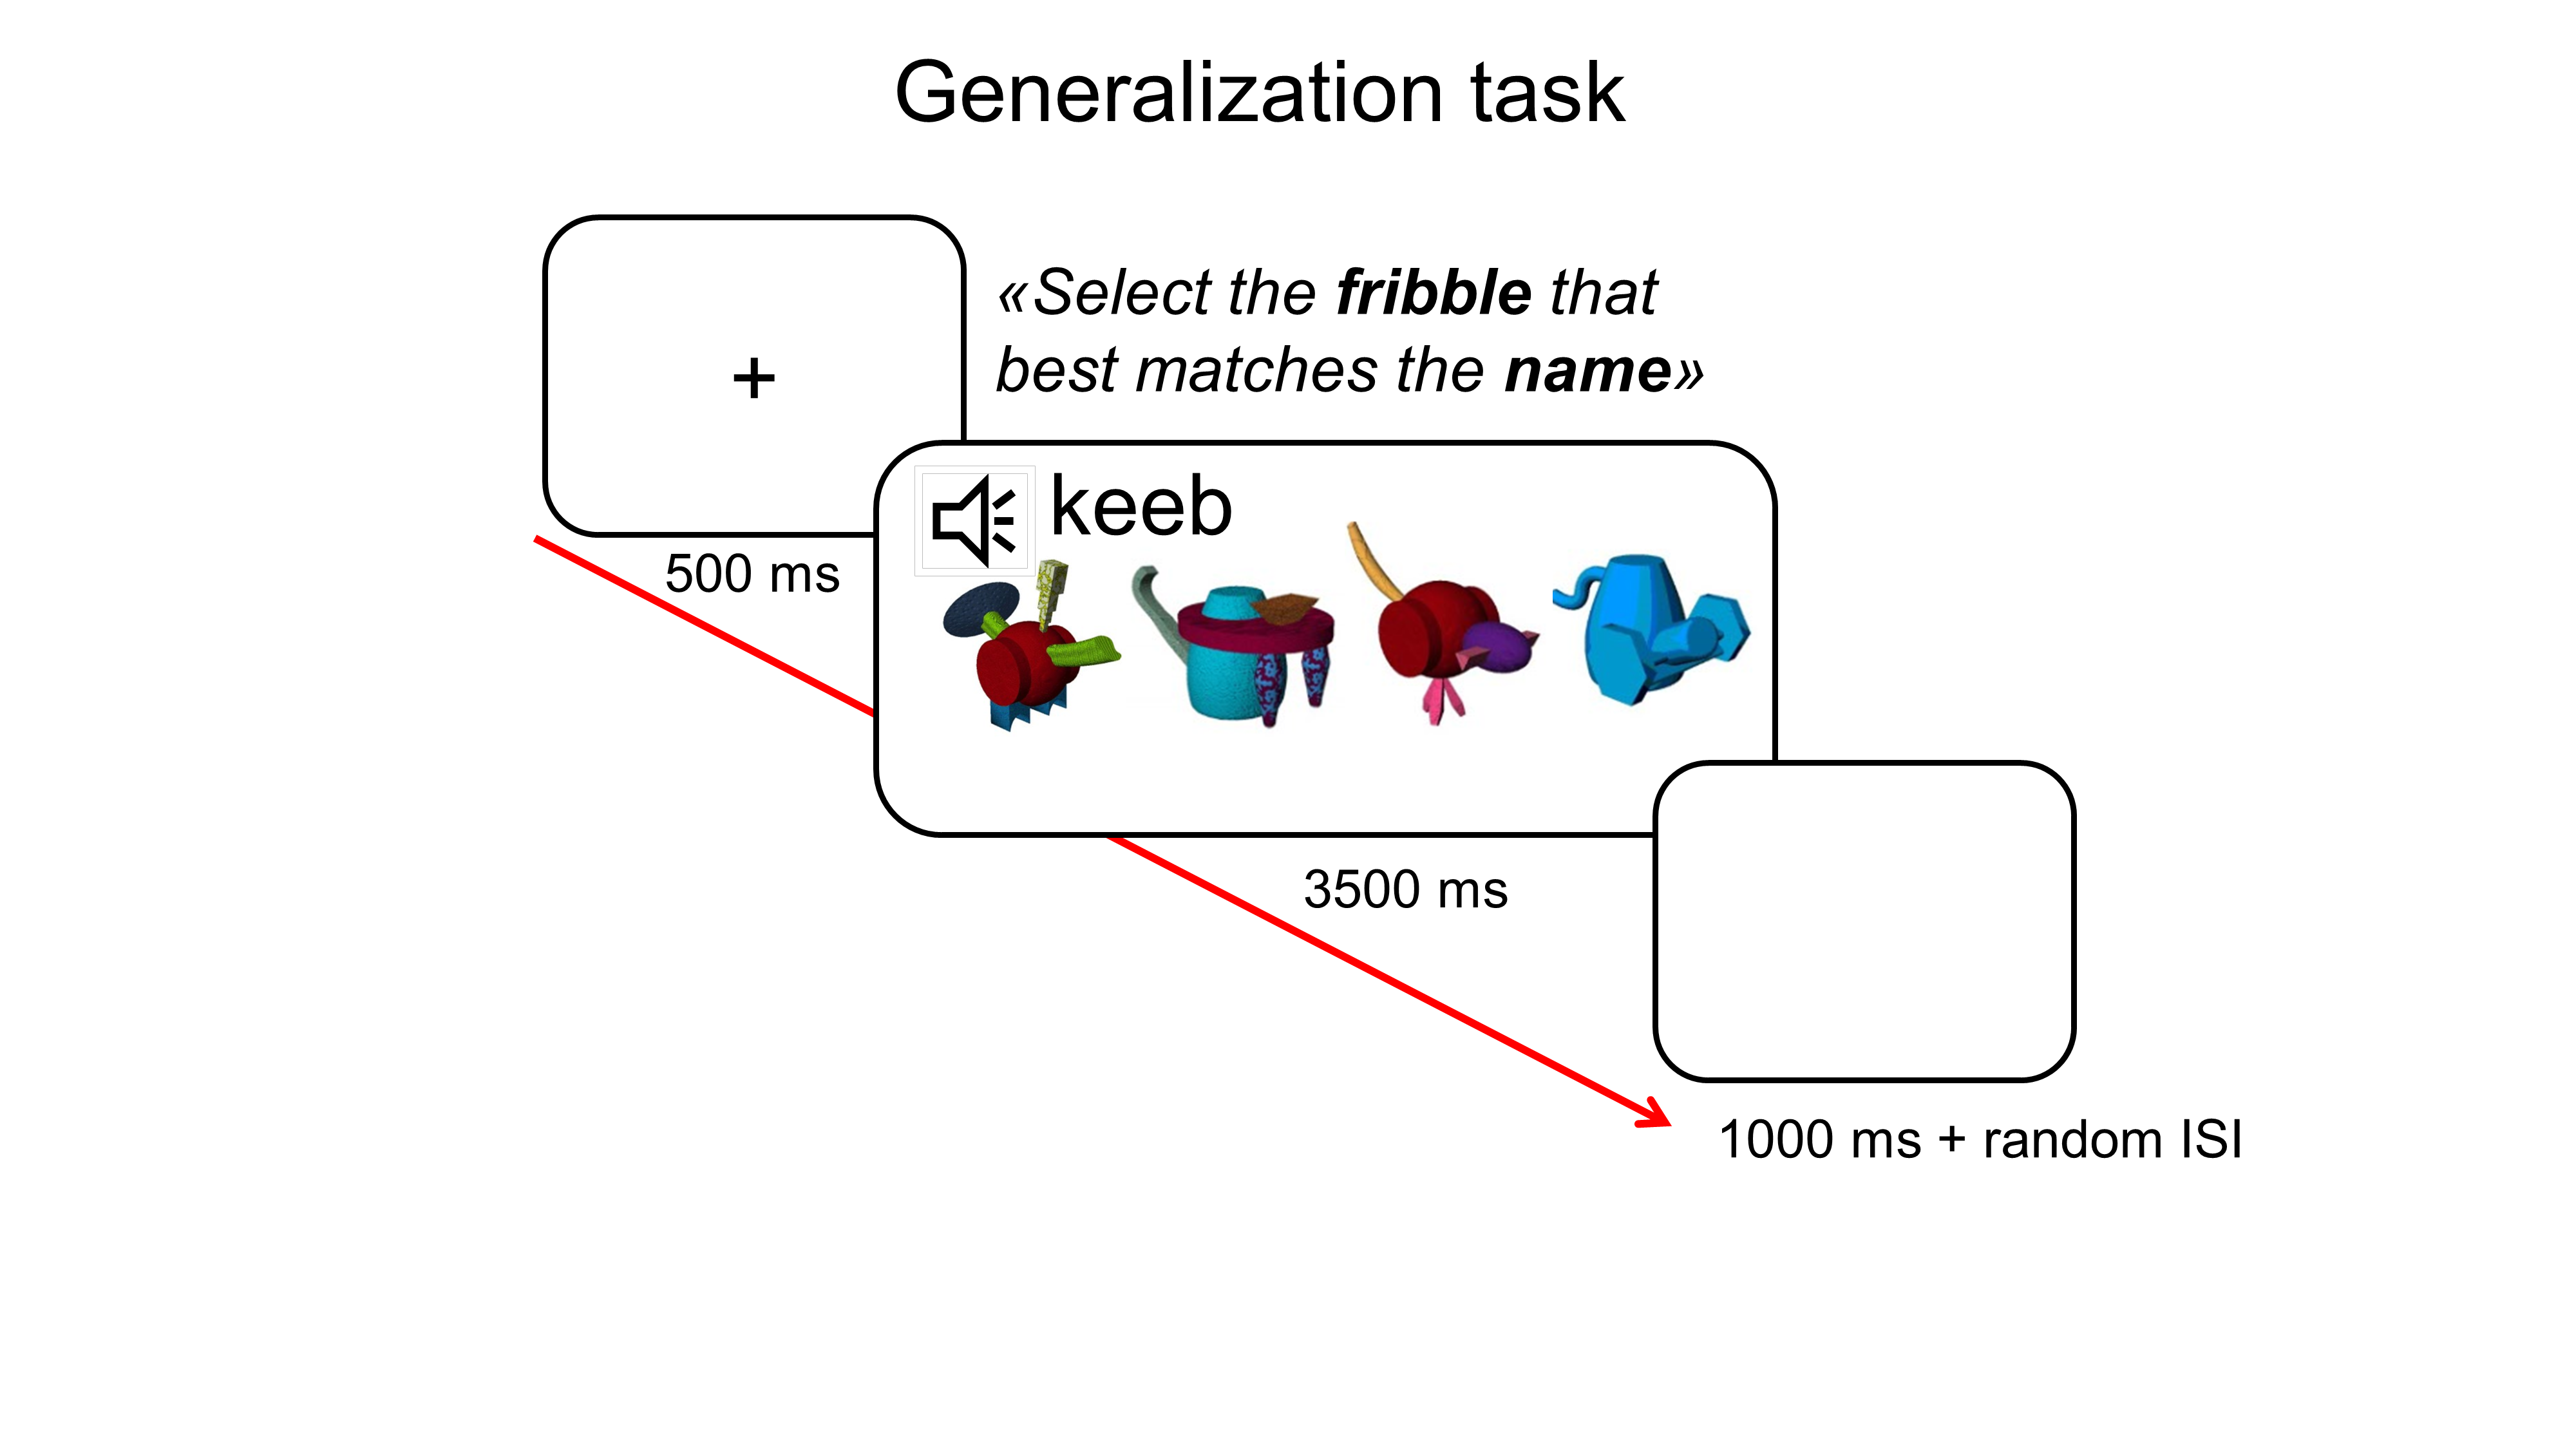 Generalization task
+
«Select the fribble that
best matches the name»
keeb
500 ms
3500 ms
1000 ms + random ISI